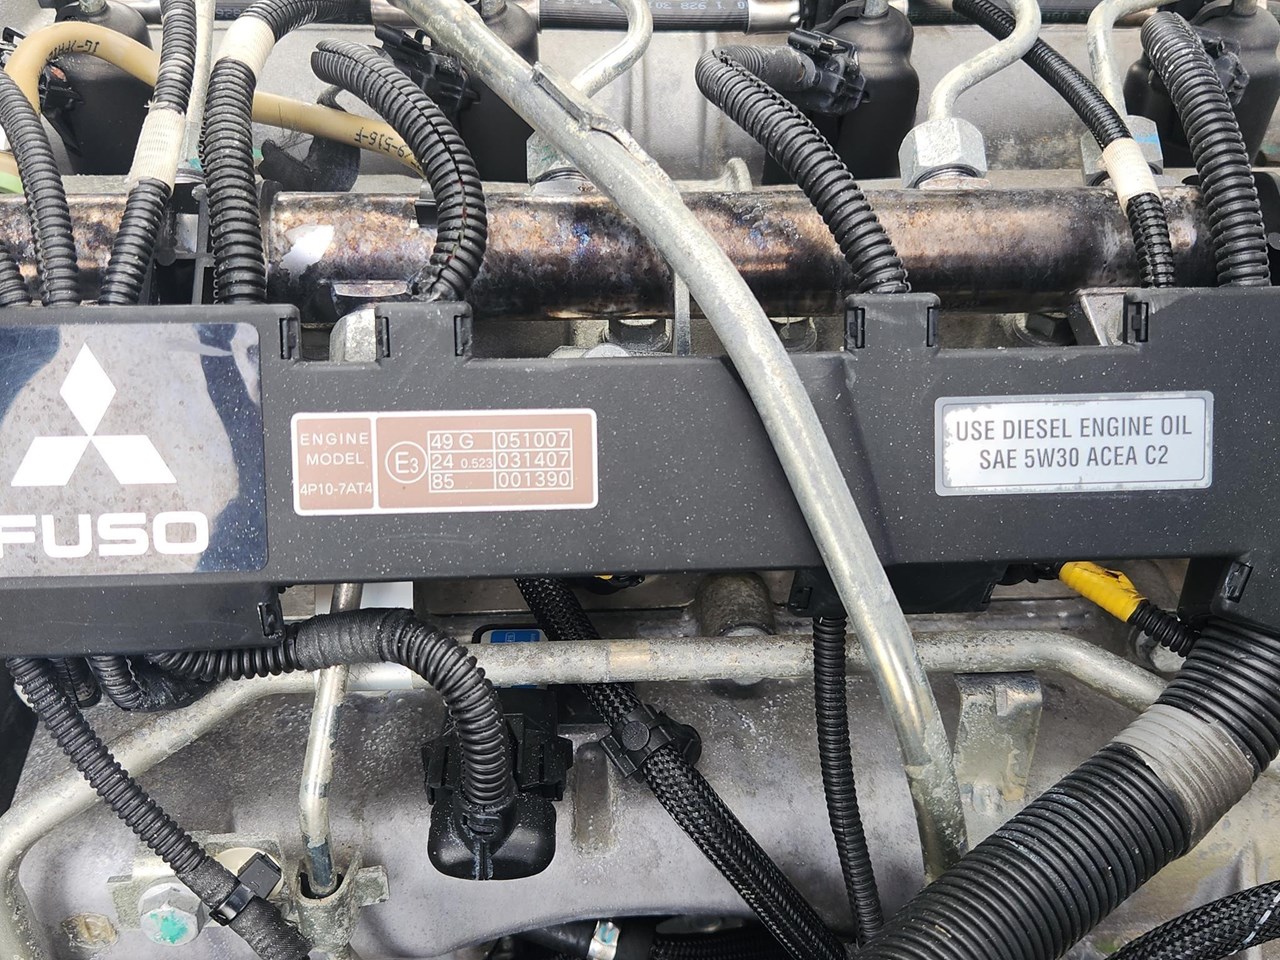 FUSO
ENGINE
MODEL
4P10-7AT4
E3
49 G 051007
24 0.523 031407
85 001390
USE DIESEL ENGINE OIL
SAE 5W30 ACEA C2